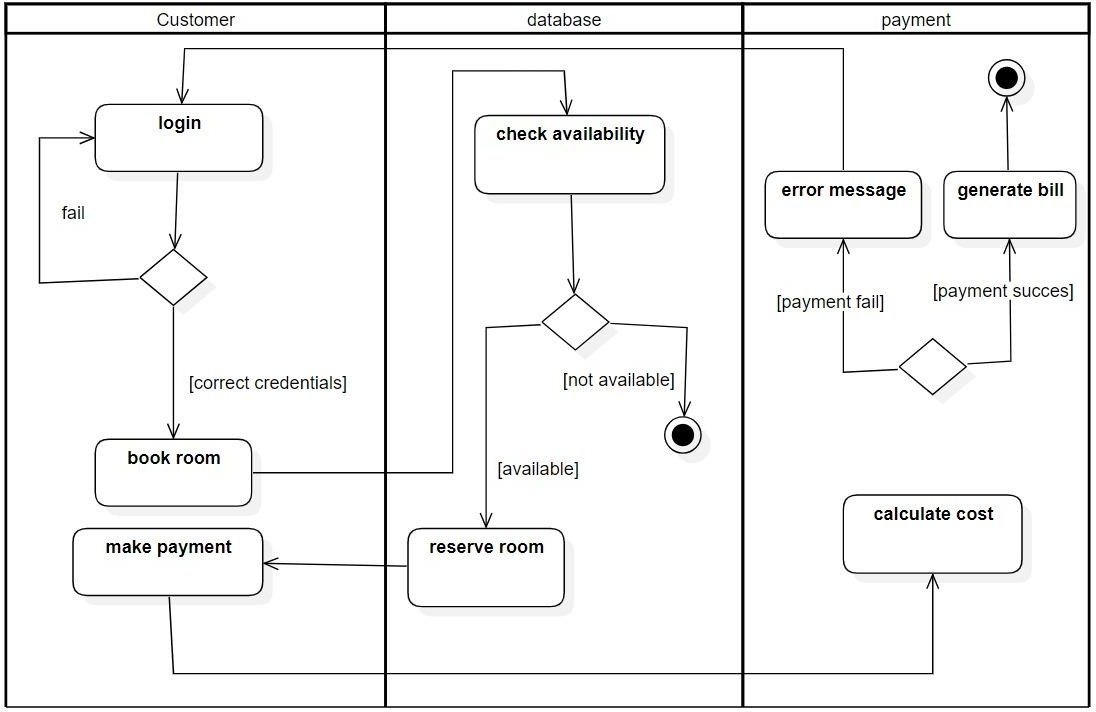 Customer
database
payment
login
check availability
error message
generate bill
fail
[payment succes]
[payment fail]
[not available]
[correct credentials]
book room
[available]
calculate cost
make payment
reserve room